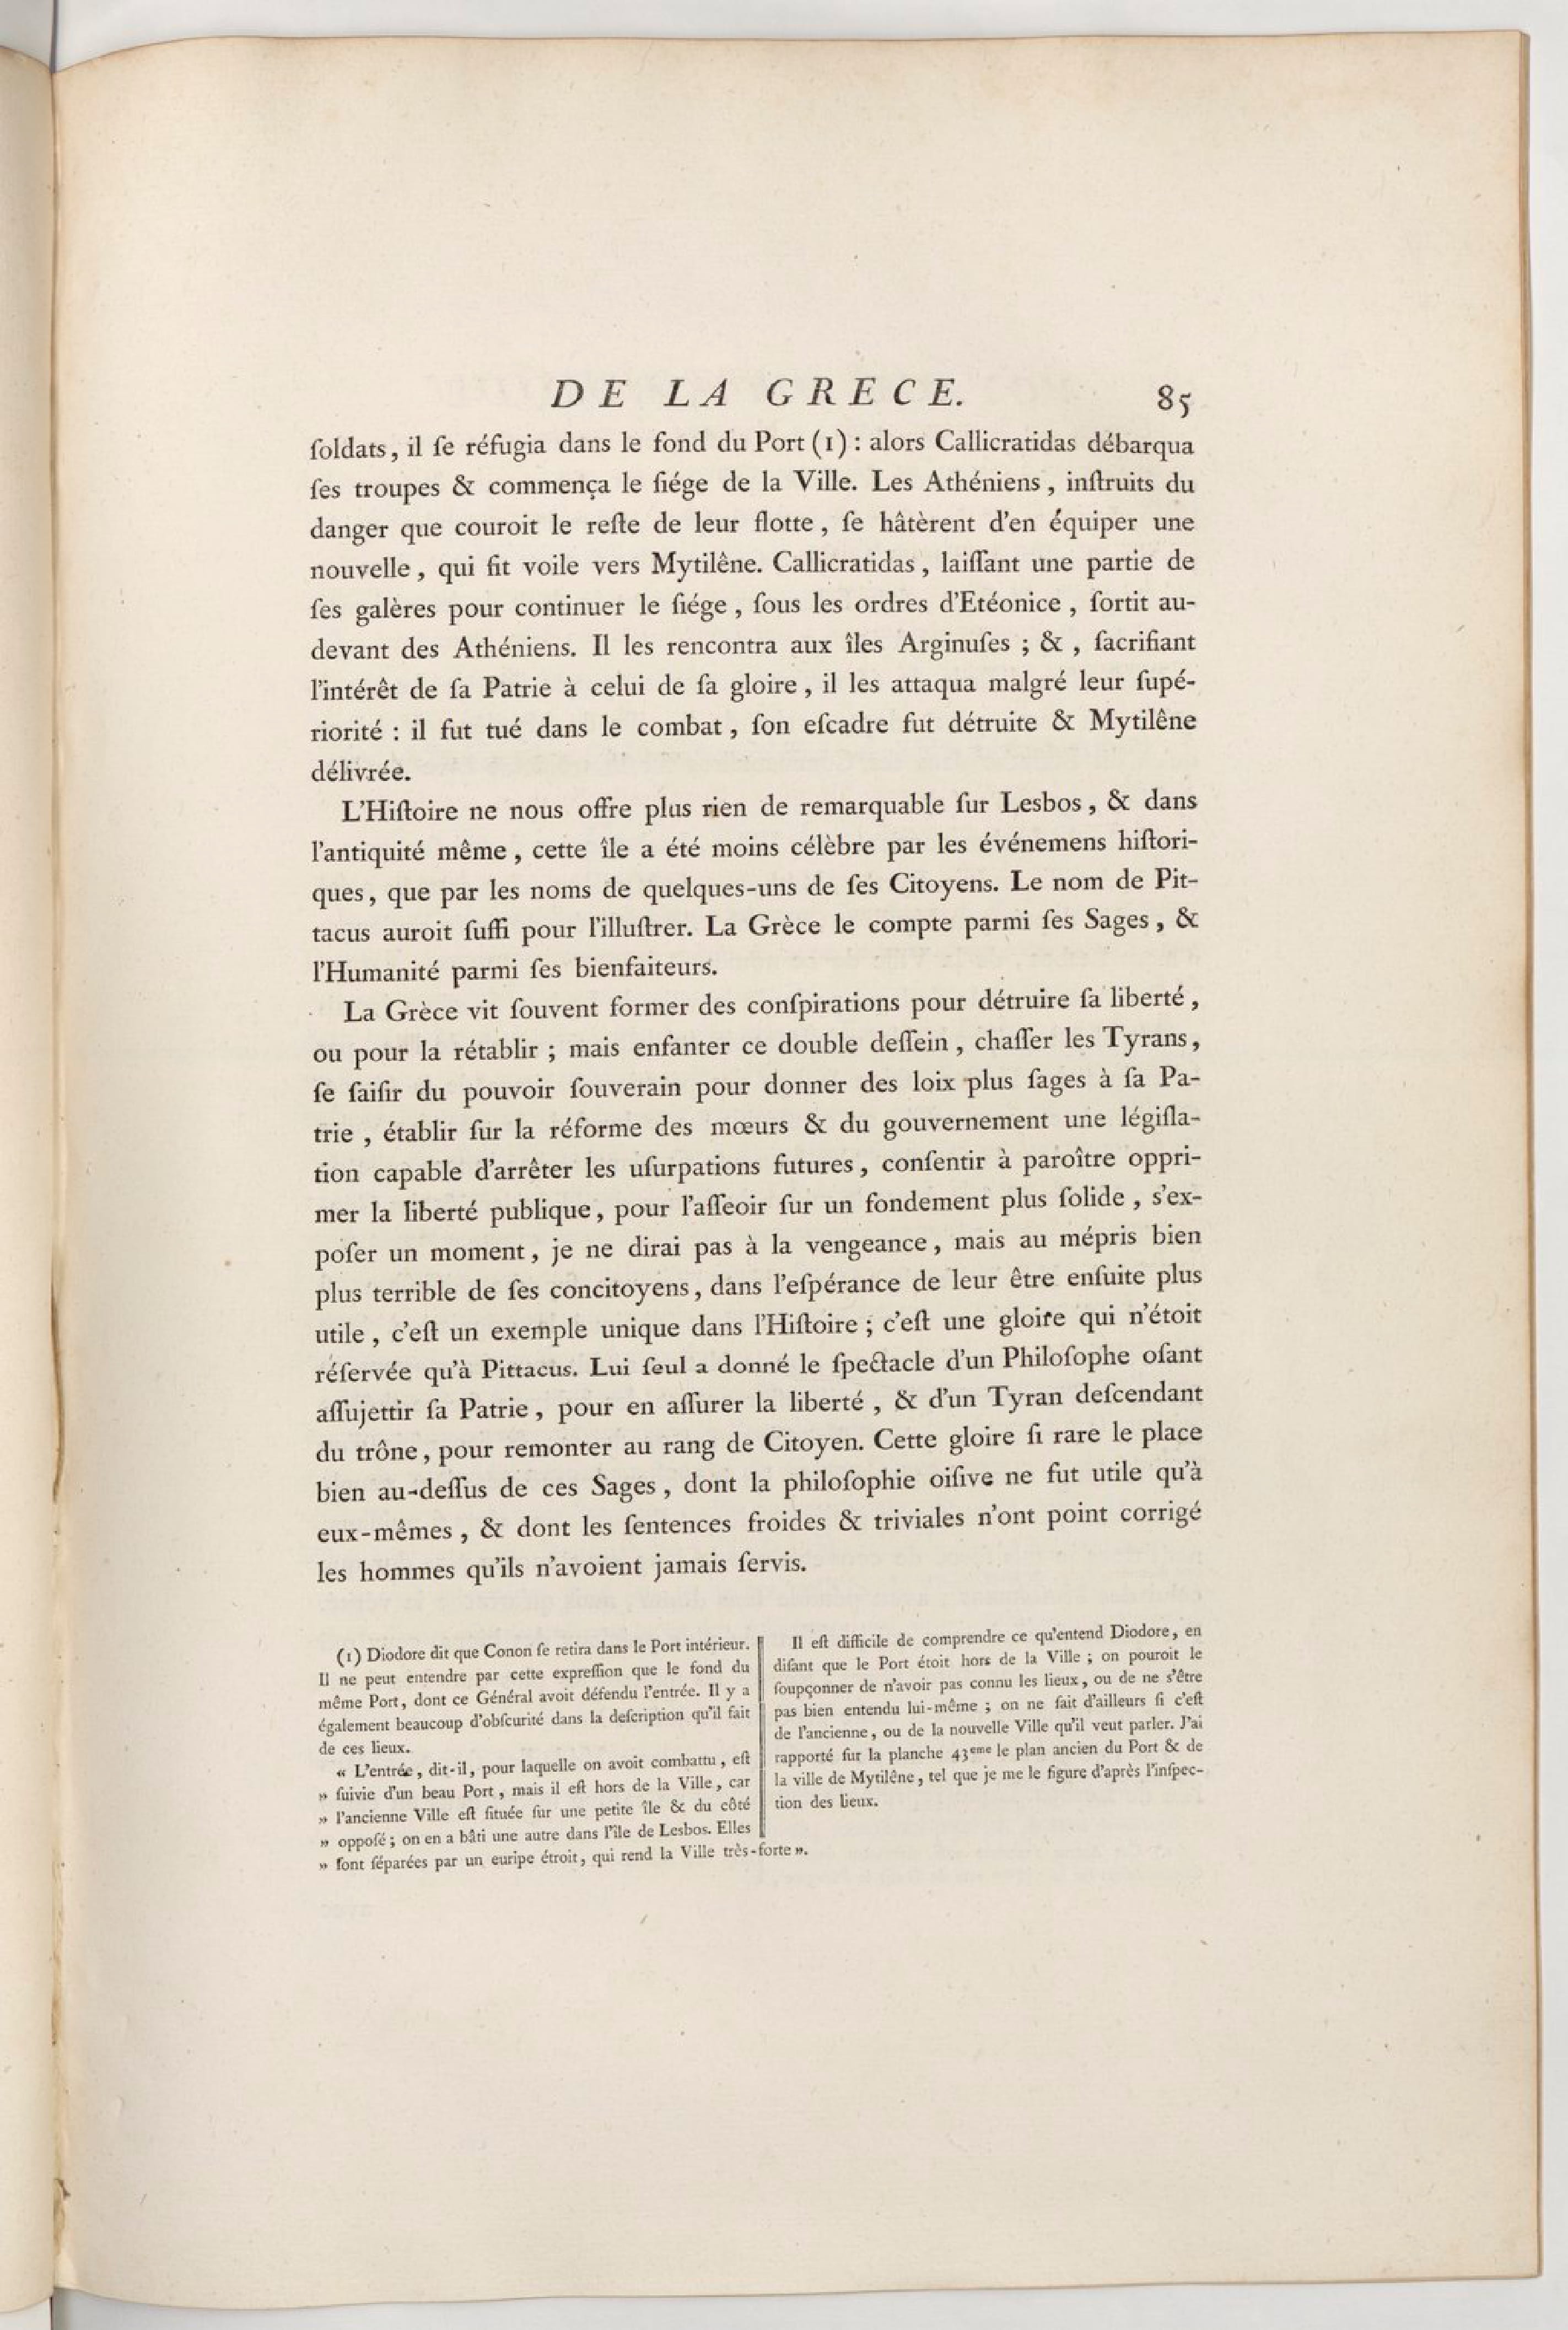 DE LA GRECE. 85
ſoldats, il ſe réfugia dans le fond du Port (1) : alors Callicratidas débarqua
ſes troupes & commença le ſiége de la Ville. Les Athéniens, inſtruits du
danger que couroit le reſte de leur flotte, ſe hâtèrent d'en équiper une
nouvelle, qui fit voile vers Mytilêne. Callicratidas, laiſſant une partie de
ſes galères pour continuer le ſiége, ſous les ordres d'Etéonice, ſortit au-
devant des Athéniens. Il les rencontra aux îles Arginuſes ; &, ſacrifiant
l'intérêt de ſa Patrie à celui de ſa gloire, il les attaqua malgré leur ſupé-
riorité : il fut tué dans le combat, ſon eſcadre fut détruite & Mytilêne
délivrée.
L'Hiſtoire ne nous offre plus rien de remarquable ſur Lesbos, & dans
l'antiquité même, cette île a été moins célèbre par les événemens hiſtori-
ques, que par les noms de quelques-uns de ſes Citoyens. Le nom de Pit-
tacus auroit ſuffi pour l'illuſtrer. La Grèce le compte parmi ſes Sages, &
l'Humanité parmi ſes bienfaiteurs.
La Grèce vit ſouvent former des conſpirations pour détruire ſa liberté,
ou pour la rétablir ; mais enfanter ce double deſſein, chaſſer les Tyrans,
ſe ſaiſir du pouvoir ſouverain pour donner des loix plus ſages à ſa Pa-
trie, établir ſur la réforme des mœurs & du gouvernement une légiſla-
tion capable d'arrêter les uſurpations futures, conſentir à paroître oppri-
mer la liberté publique, pour l'aſſeoir ſur un fondement plus ſolide, s'ex-
poſer un moment, je ne dirai pas à la vengeance, mais au mépris bien
plus terrible de ſes concitoyens, dans l'eſpérance de leur être enſuite plus
utile, c'eſt un exemple unique dans l'Hiſtoire ; c'eſt une gloire qui n'étoit
réſervée qu'à Pittacus. Lui ſeul a donné le ſpectacle d'un Philoſophe oſant
aſſujettir ſa Patrie, pour en aſſurer la liberté, & d'un Tyran deſcendant
du trône, pour remonter au rang de Citoyen. Cette gloire ſi rare le place
bien au-deſſus de ces Sages, dont la philoſophie oiſive ne fut utile qu'à
eux-mêmes, & dont les ſentences froides & triviales n'ont point corrigé
les hommes qu'ils n'avoient jamais ſervis.
(1) Diodore dit que Conon ſe retira dans le Port intérieur.
Il ne peut entendre par cette expreſſion que le fond du
même Port, dont ce Général avoit défendu l'entrée. Il y a
également beaucoup d'obſcurité dans la deſcription qu'il fait
de ces lieux.
« L'entrée, dit-il, pour laquelle on avoit combattu, eſt
» ſuivie d'un beau Port, mais il eſt hors de la Ville, car
» l'ancienne Ville eſt ſituée ſur une petite île & du côté
» oppoſé ; on en a bâti une autre dans l'île de Lesbos. Elles
» ſont ſéparées par un euripe étroit, qui rend la Ville très-forte ».
Il eſt difficile de comprendre ce qu'entend Diodore, en
diſant que le Port étoit hors de la Ville ; on pouroit le
ſoupçonner de n'avoir pas connu les lieux, ou de ne s'être
pas bien entendu lui-même ; on ne ſait d'ailleurs ſi c'eſt
de l'ancienne, ou de la nouvelle Ville qu'il veut parler. J'ai
rapporté ſur la planche 43eme le plan ancien du Port & de
la ville de Mytilêne, tel que je me le figure d'après l'inſpec-
tion des lieux.